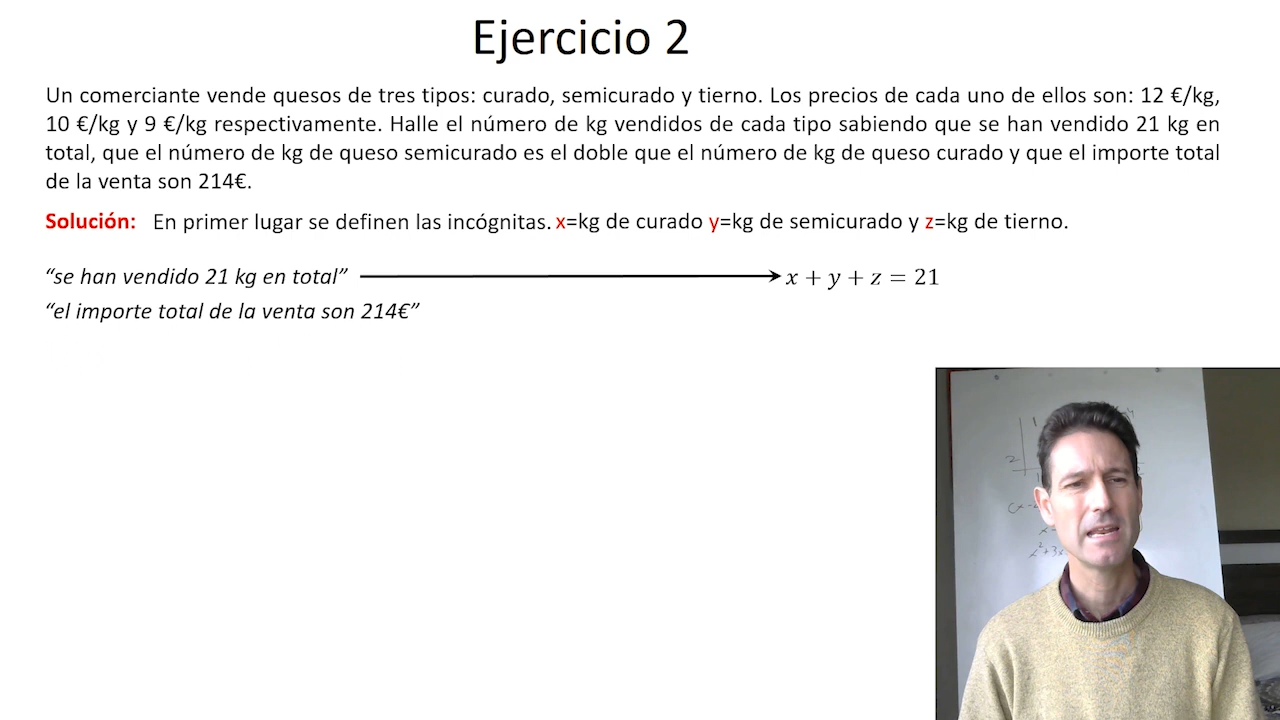 Ejercicio 2
Un comerciante vende quesos de tres tipos: curado, semicurado y tierno. Los precios de cada uno de ellos son: 12 €/kg,
10 €/kg y 9 €/kg respectivamente. Halle el número de kg vendidos de cada tipo sabiendo que se han vendido 21 kg en
total, que el número de kg de queso semicurado es el doble que el número de kg de queso curado y que el importe total
de la venta son 214€.
Solución: En primer lugar se definen las incógnitas. x=kg de curado y=kg de semicurado y z=kg de tierno.
“se han vendido 21 kg en total” x + y + z = 21
“el importe total de la venta son 214€”